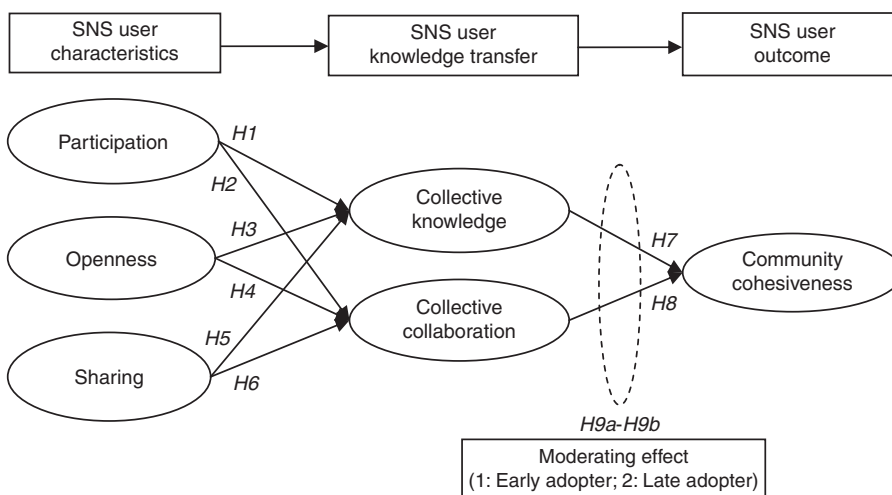 SNS user
characteristics
SNS user
knowledge transfer
SNS user
outcome
Participation
H1
H2
Openness
H3
H4
Sharing
H5
H6
Collective
knowledge
Collective
collaboration
H7
H8
Community
cohesiveness
H9a-H9b
Moderating effect
(1: Early adopter; 2: Late adopter)